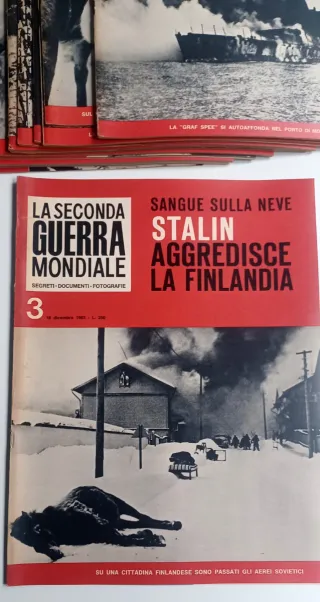 SUL
LA "GRAF SPEE" SI AUTOAFFONDA NEL PORTO DI
LA SECONDA
GUERRA
MONDIALE
SEGRETI-DOCUMENTI-FOTOGRAFIE
SANGUE SULLA NEVE
STALIN
AGGREDISCE
LA FINLANDIA
3
SU UNA CITTADINA FINLANDESE SONO PASSATI GLI AEREI SOVIETICI